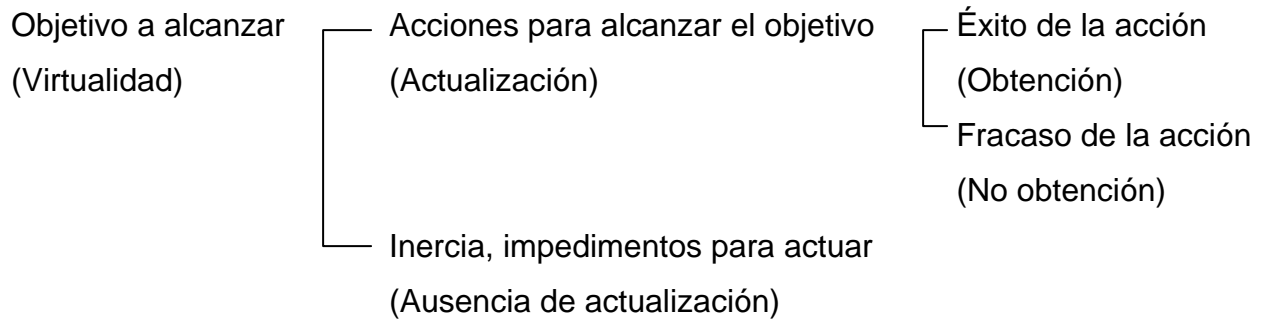 Objetivo a alcanzar
(Virtualidad)
Acciones para alcanzar el objetivo
(Actualización)
Éxito de la acción
(Obtención)
Fracaso de la acción
(No obtención)
Inercia, impedimentos para actuar
(Ausencia de actualización)